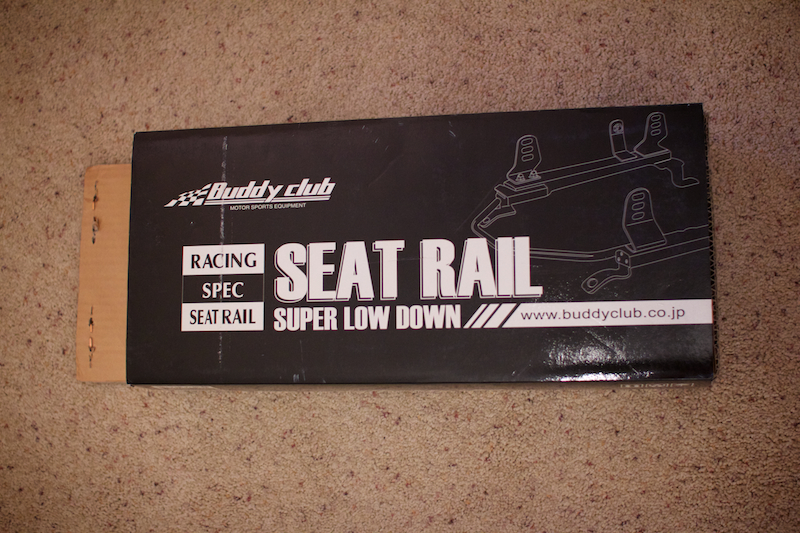 Buddy club
MOTOR SPORTS EQUIPMENT
RACING
SPEC
SEAT RAIL
SEAT RAIL
SUPER LOW DOWN
www.buddyclub.co.jp